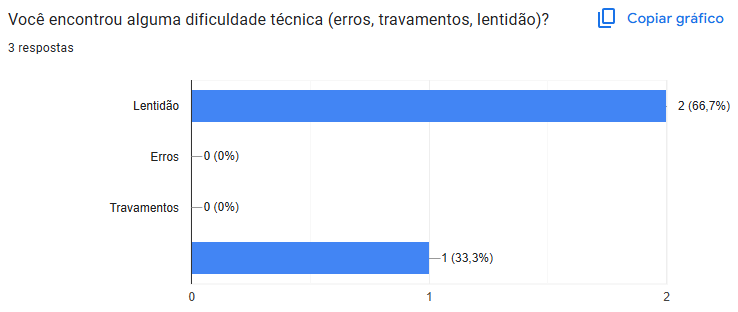 Você encontrou alguma dificuldade técnica (erros, travamentos, lentidão)?
Copiar gráfico
3 respostas
Lentidão
2 (66,7%)
Erros
0 (0%)
Travamentos
0 (0%)
1 (33,3%)
0
1
2